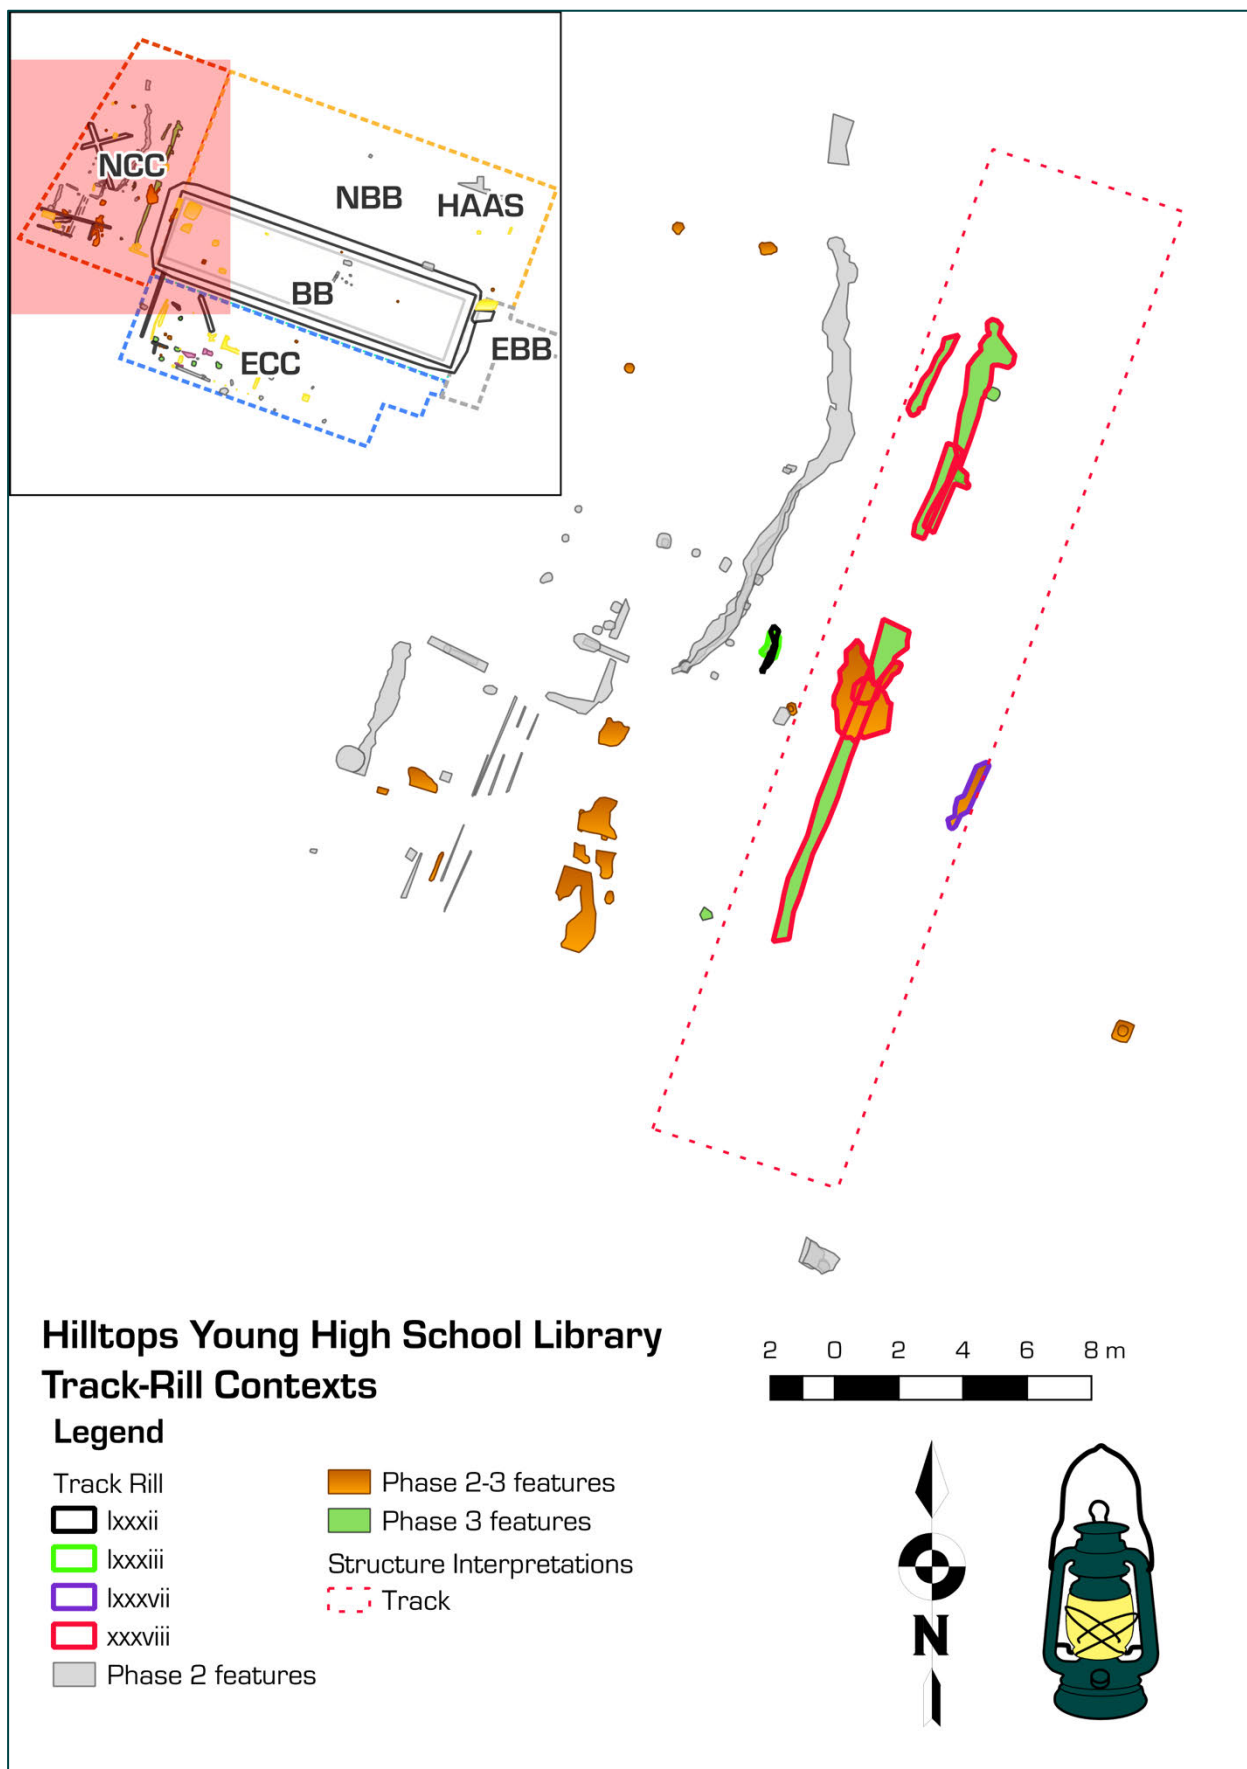 NCC
NBB
HAAS
BB
ECC
EBB
Hilltops Young High School Library
Track-Rill Contexts
2 0 2 4 6 8 m
Legend
Track Rill
lxxxii
lxxxiii
lxxxvii
xxxviii
Phase 2 features
Phase 2-3 features
Phase 3 features
Structure Interpretations
Track
N